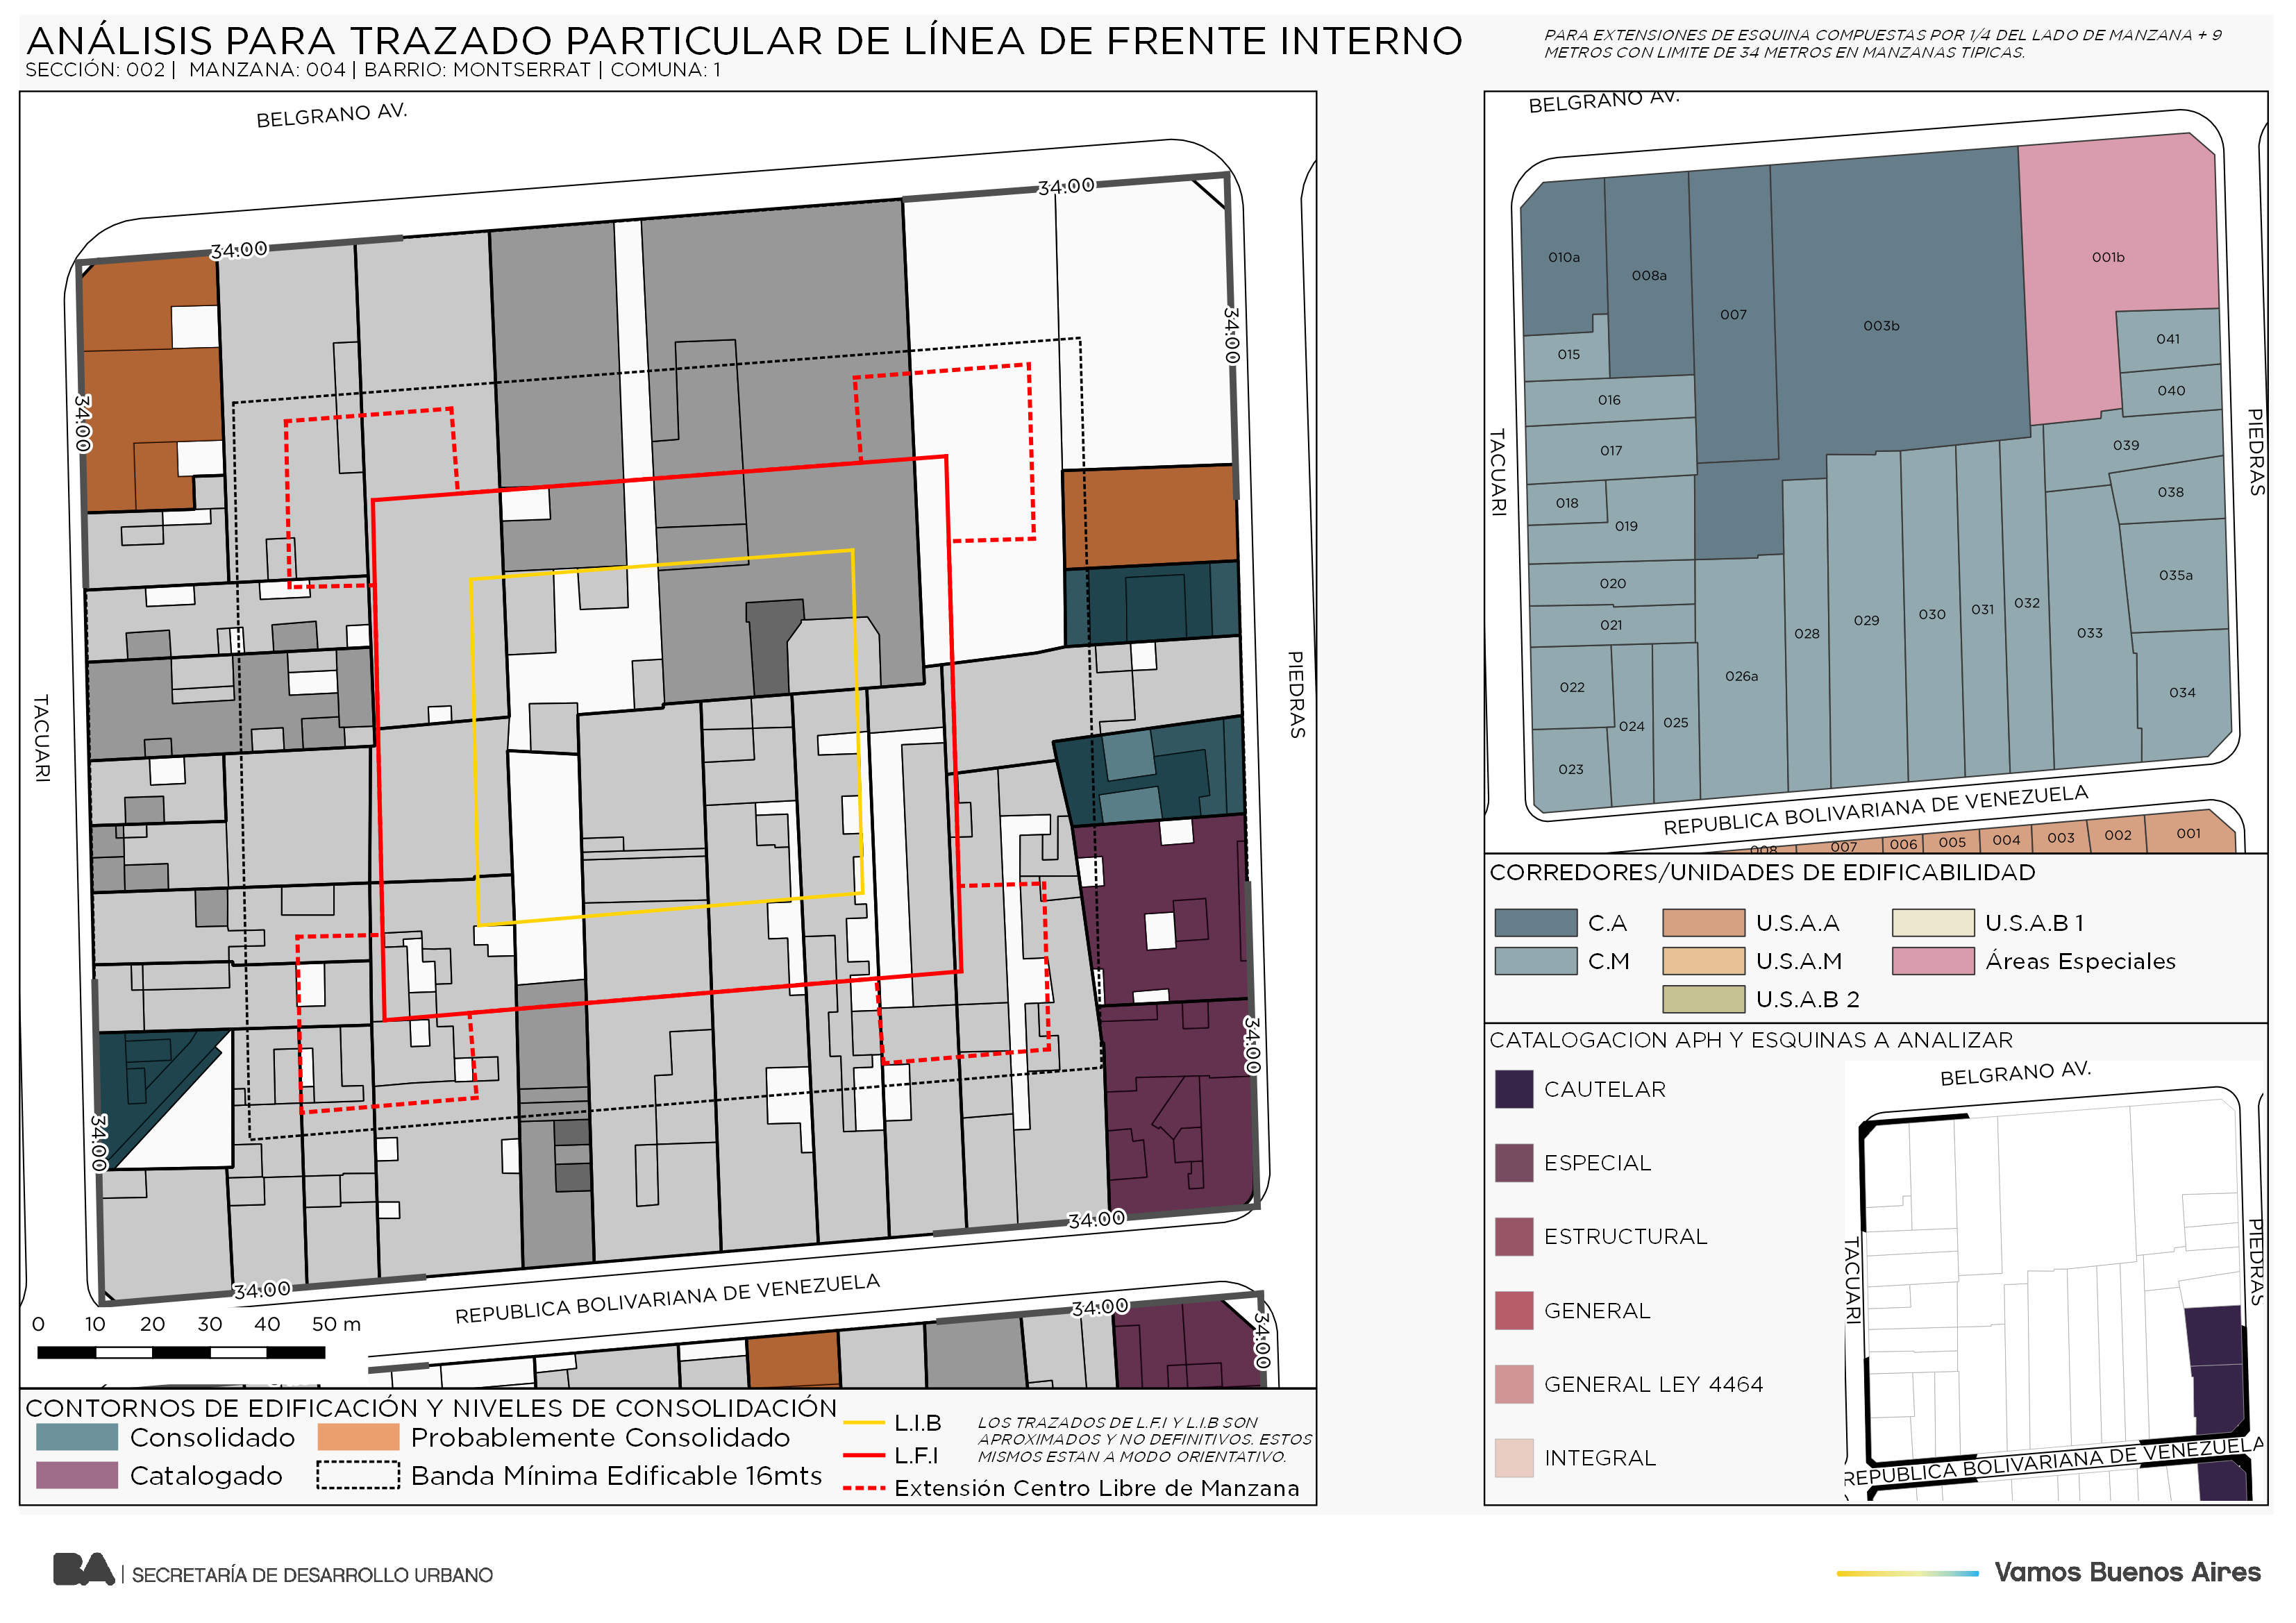 ANÁLISIS PARA TRAZADO PARTICULAR DE LÍNEA DE FRENTE INTERNO
SECCIÓN: 002 | MANZANA: 004 | BARRIO: MONTSERRAT | COMUNA: 1
PARA EXTENSIONES DE ESQUINA COMPUESTAS POR 1/4 DEL LADO DE MANZANA + 9
METROS CON LIMITE DE 34 METROS EN MANZANAS TIPICAS.
BELGRANO AV.
34.00
34.00
34.00
34.00
TACUARI
PIEDRAS
34.00
34.00
34.00
34.00
REPUBLICA BOLIVARIANA DE VENEZUELA
34.00
34.00
0 10 20 30 40 50 m
CONTORNOS DE EDIFICACIÓN Y NIVELES DE CONSOLIDACIÓN
Consolidado
Probablemente Consolidado
Catalogado
Banda Mínima Edificable 16mts
L.I.B
L.F.I
Extensión Centro Libre de Manzana
LOS TRAZADOS DE L.F.I Y L.I.B SON
APROXIMADOS Y NO DEFINITIVOS. ESTOS
MISMOS ESTAN A MODO ORIENTATIVO.
BELGRANO AV.
010a
008a
007
003b
001b
041
040
015
016
017
018
019
020
021
022
023
024
025
026a
028
029
030
031
032
033
039
038
035a
034
TACUARI
PIEDRAS
REPUBLICA BOLIVARIANA DE VENEZUELA
008
007
006
005
004
003
002
001
CORREDORES/UNIDADES DE EDIFICABILIDAD
C.A
U.S.A.A
U.S.A.B 1
C.M
U.S.A.M
Áreas Especiales
U.S.A.B 2
CATALOGACION APH Y ESQUINAS A ANALIZAR
CAUTELAR
ESPECIAL
ESTRUCTURAL
GENERAL
GENERAL LEY 4464
INTEGRAL
BELGRANO AV.
TACUARI
PIEDRAS
REPUBLICA BOLIVARIANA DE VENEZUELA
BA | SECRETARÍA DE DESARROLLO URBANO
Vamos Buenos Aires